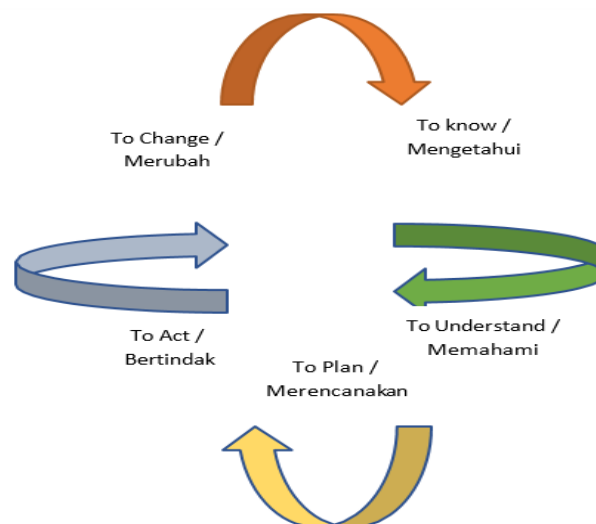 To Change /
Merubah
To know /
Mengetahui
To Act /
Bertindak
To Understand /
Memahami
To Plan /
Merencanakan